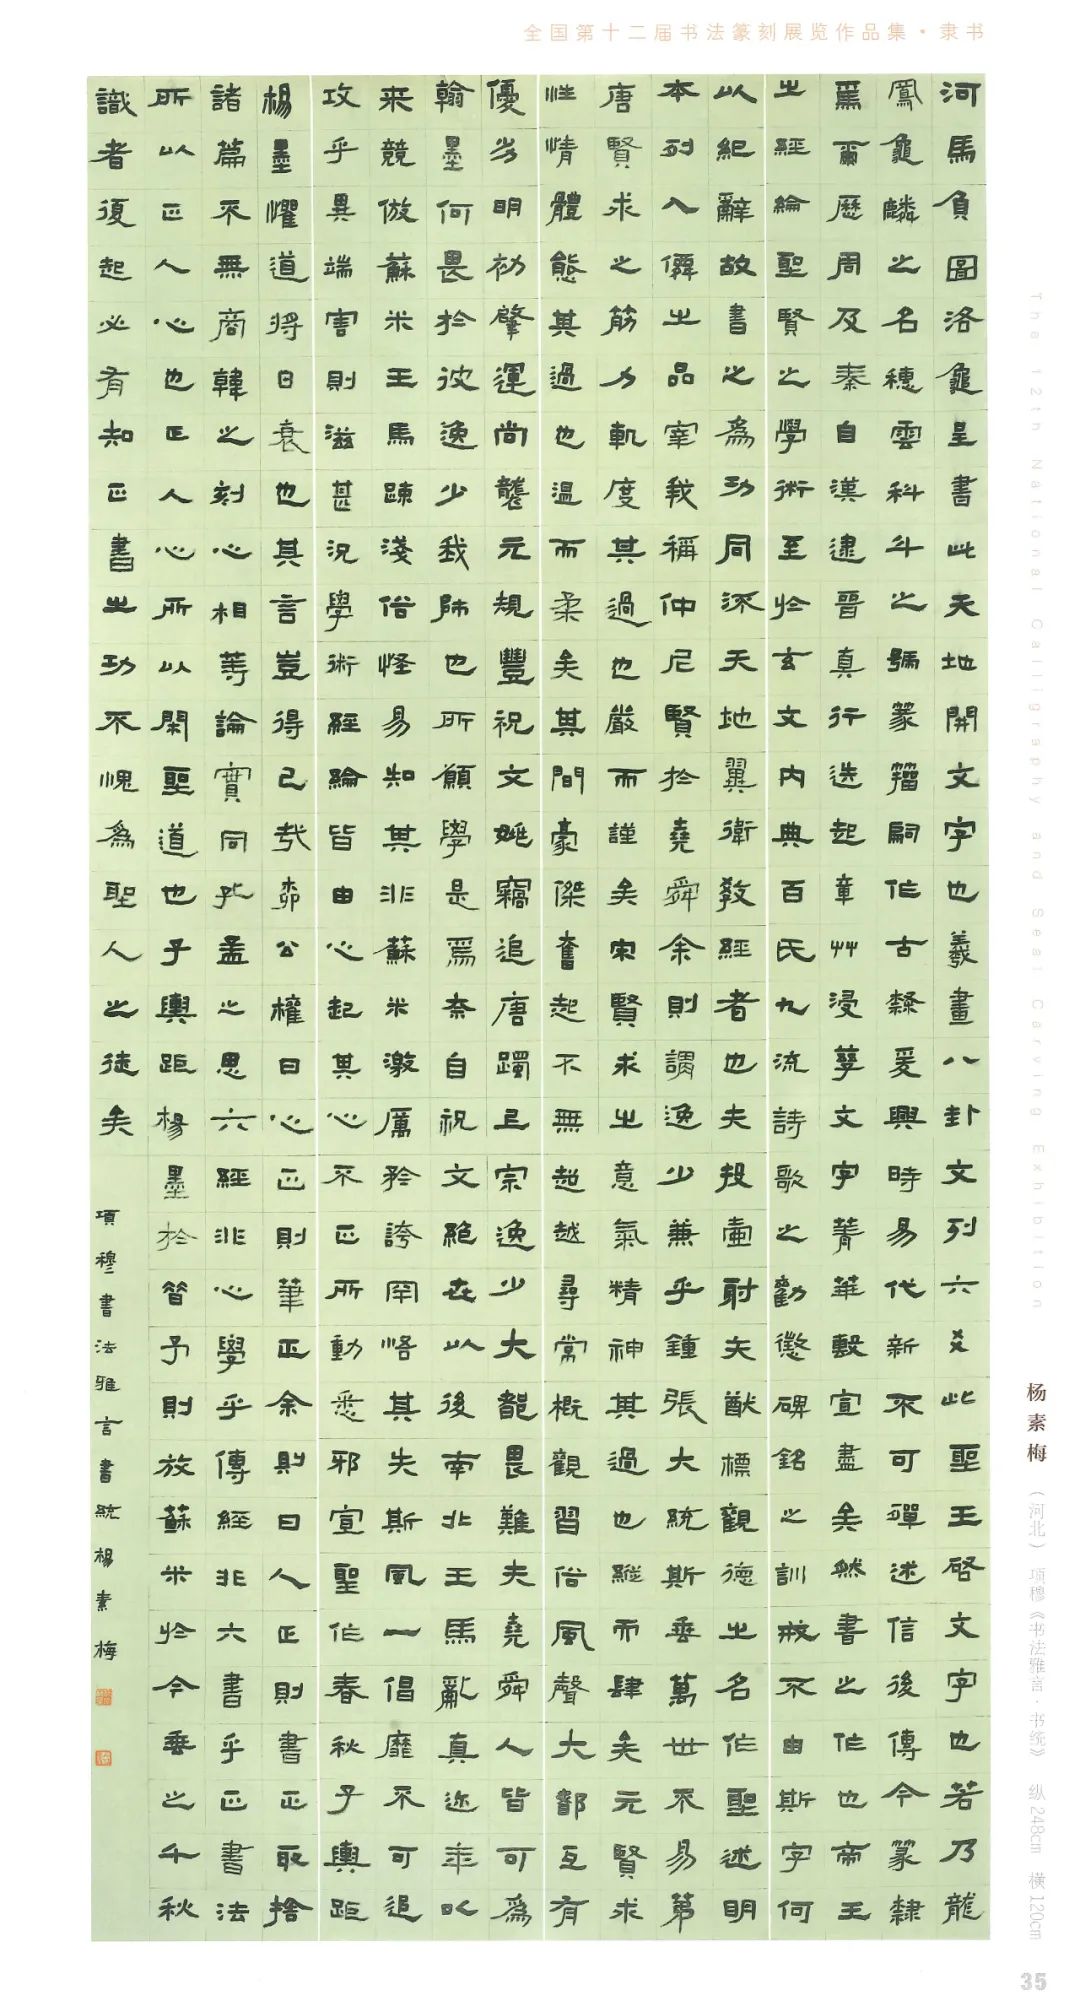 全国第十二届书法篆刻展览作品集·隶书
河馬負圖洛龜呈書此天地開文字也羲畫八卦文列六爻此聖王啓文字也若乃龍
鳳龜麟之名穗雲科斗之號篆籀嗣作古隸爰興時易代新不可殫述信後傳今篆隸
焉爾歷周及秦自漢逮晉真行迭起章艸浸孳文字菁華敷宣盡矣然書之作也帝王
之經綸聖賢之學術至於玄文內典百氏九流詩歌之勸懲碑銘之訓戒不由斯字何
以紀辭故書之為功同流天地翼衛教經者也夫投壺射矢猷標觀德之名作聖述明
本列入儕之品宰我稱仲尼賢於堯舜余則謂逸少兼乎鍾張大統斯垂萬世不易第
唐賢求之筋力軌度其過也嚴而謹矣宋賢求之意氣精神其過也縱而肆矣元賢求
性情體態其過也溫而柔矣其間豪傑奮起不無超越尋常概觀習俗風聲大都互有
優劣明初肇運尚襲元規豐祝文姚竊追唐躅上宗逸少大都畏難夫堯舜人皆可為
翰墨何畏於彼逸少我師也所願學是焉奈自祝文絕世以後南北王馬亂真邇年以
来競倣蘇米王馬疎淺俗怪易知其非蘇米激厲矜誇罕悋其失斯風一倡靡不可追
攻乎異端害則滋甚況學術經綸皆由心起其心不正所動悉邪宣聖作春秋子輿距
楊墨懼道將日衰也其言豈得已哉柳公權曰心正則筆正余則曰人正則書正取捨
諸篇不無商韓之刻心相等論實同孔孟之思六經非心學乎傳經非六書乎正書法
所以正人心也正人心所以閑聖道也子輿距楊墨於昔予則放蘇米於今垂之千秋
識者復起必有知正書之功不愧為聖人之徒矣
項穆書法雅言書統楊素梅
The 12th National Calligraphy and Seal Carving Exhibition
杨素梅（河北） 项穆《书法雅言·书统》 纵248cm 横120cm
35